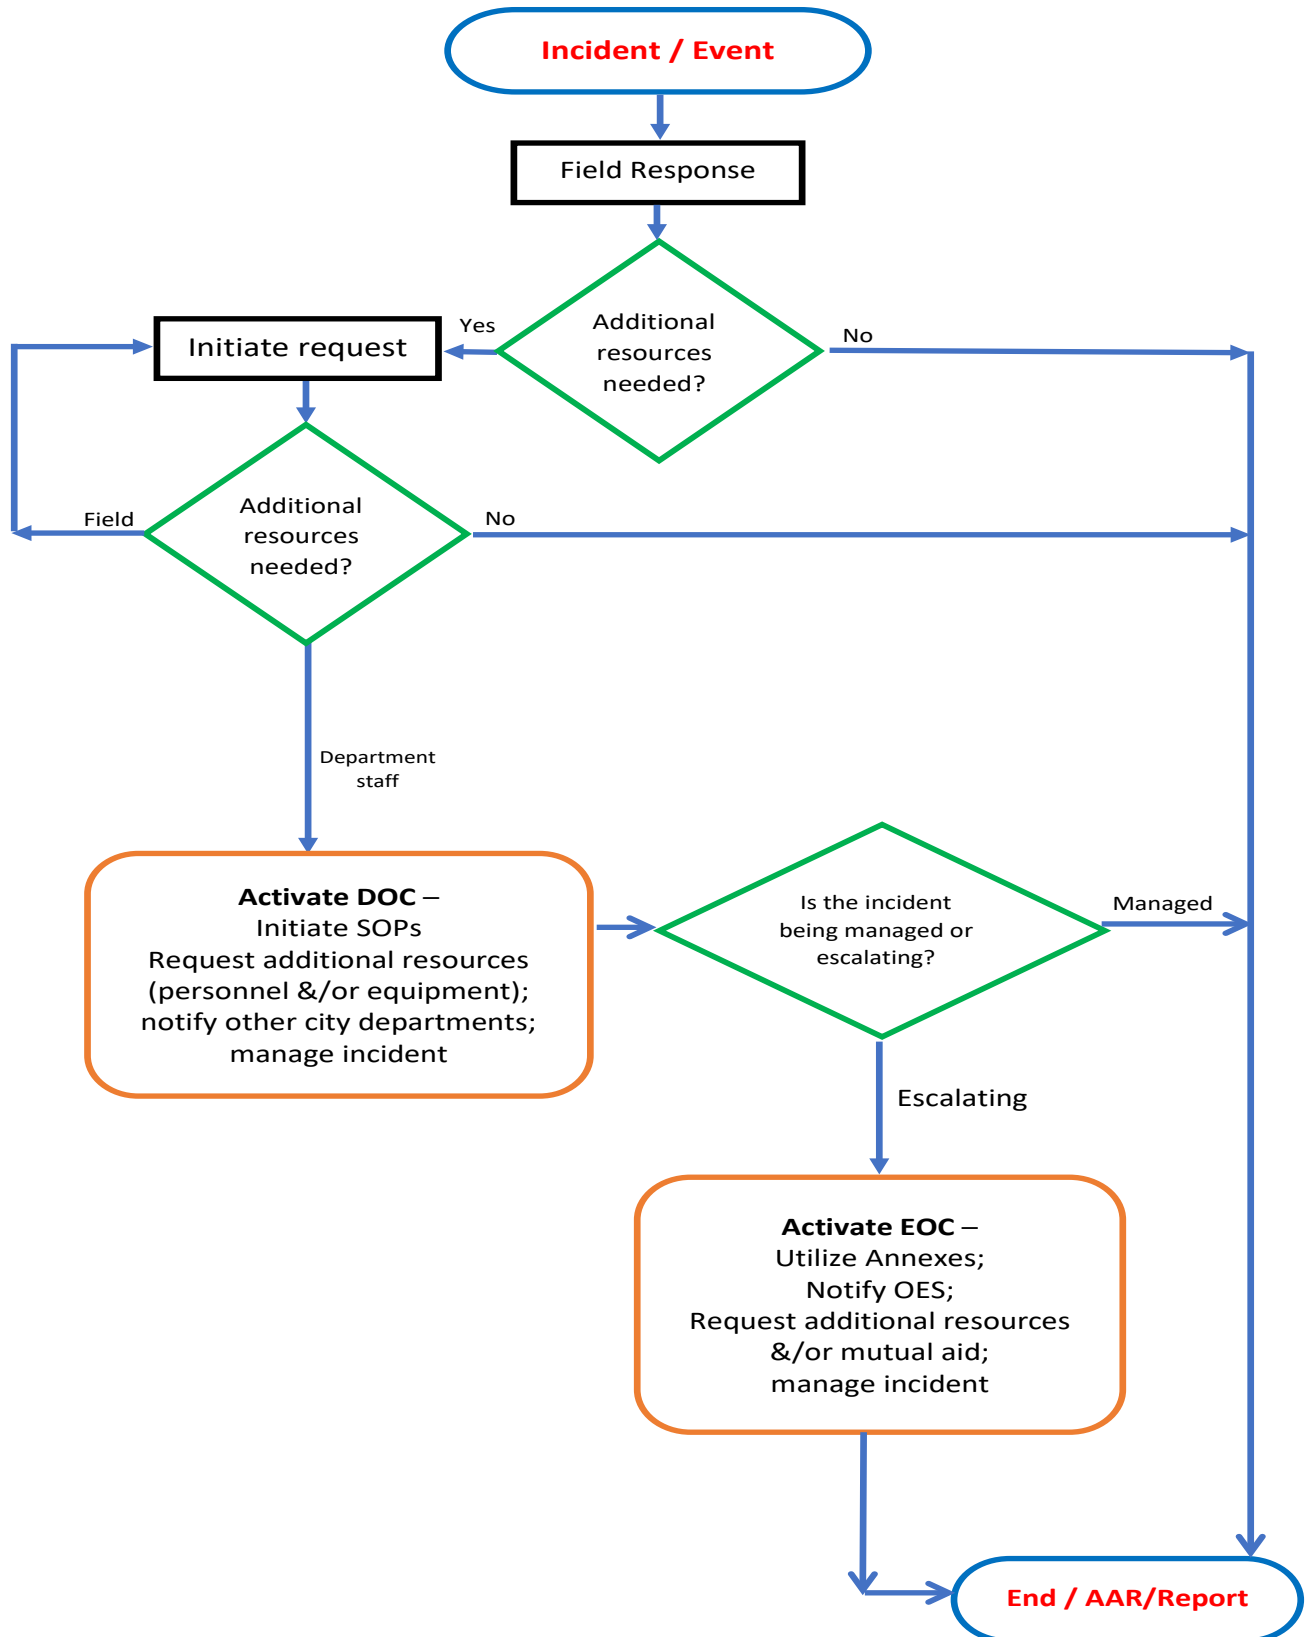 Incident / Event
Field Response
Additional
resources
needed?
Yes
No
Initiate request
Additional
resources
needed?
Field
No
Department
staff
Activate DOC –
Initiate SOPs
Request additional resources
(personnel &/or equipment);
notify other city departments;
manage incident
Is the incident
being managed or
escalating?
Managed
Escalating
Activate EOC –
Utilize Annexes;
Notify OES;
Request additional resources
&/or mutual aid;
manage incident
End / AAR/Report